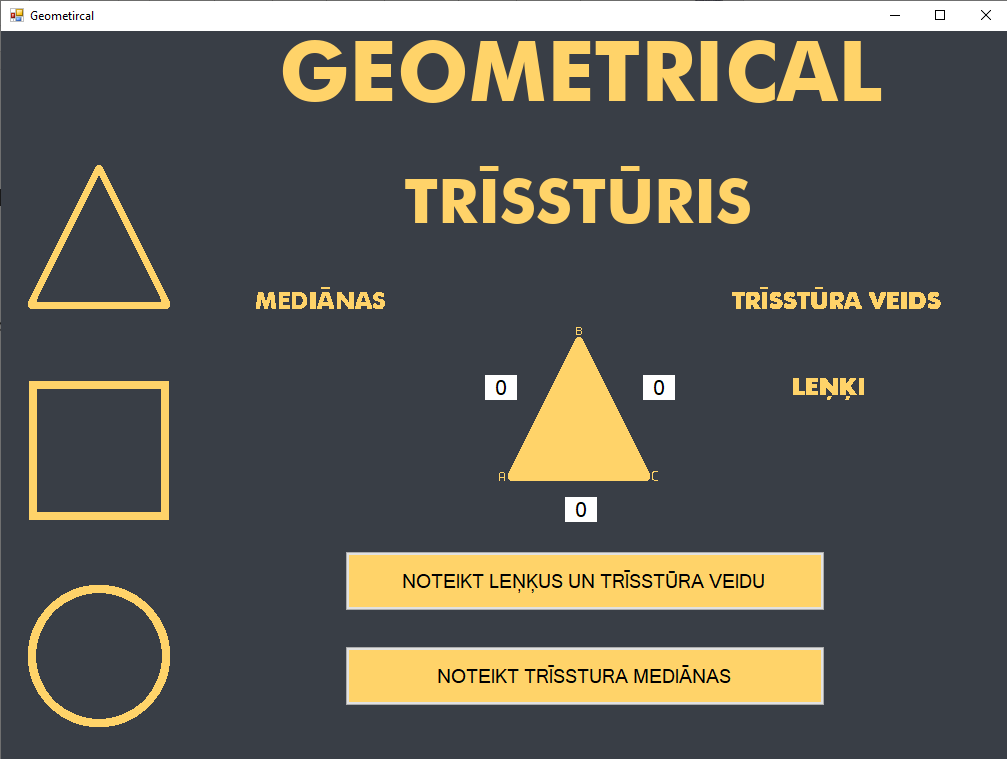 Geometircal
GEOMETRICAL
TRĪSSTŪRIS
MEDIĀNAS
TRĪSSTŪRA VEIDS
B
0
0
LEŅĶI
A
C
0
NOTEIKT LEŅĶUS UN TRĪSSTŪRA VEIDU
NOTEIKT TRĪSSTURA MEDIĀNAS